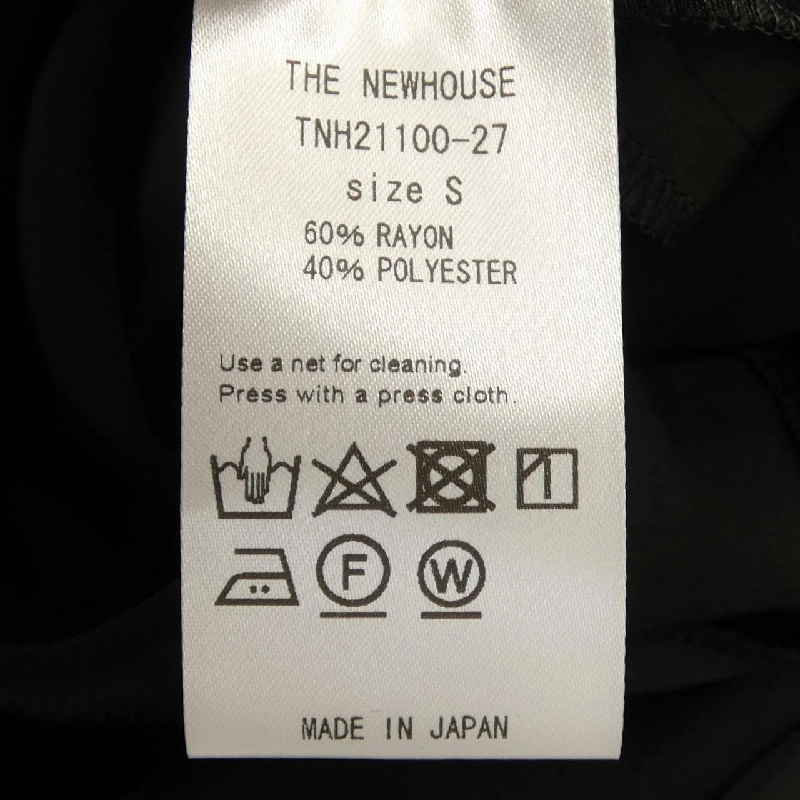 THE NEWHOUSE
TNH21100-27
size S
60% RAYON
40% POLYESTER
Use a net for cleaning.
Press with a press cloth.
F W
MADE IN JAPAN